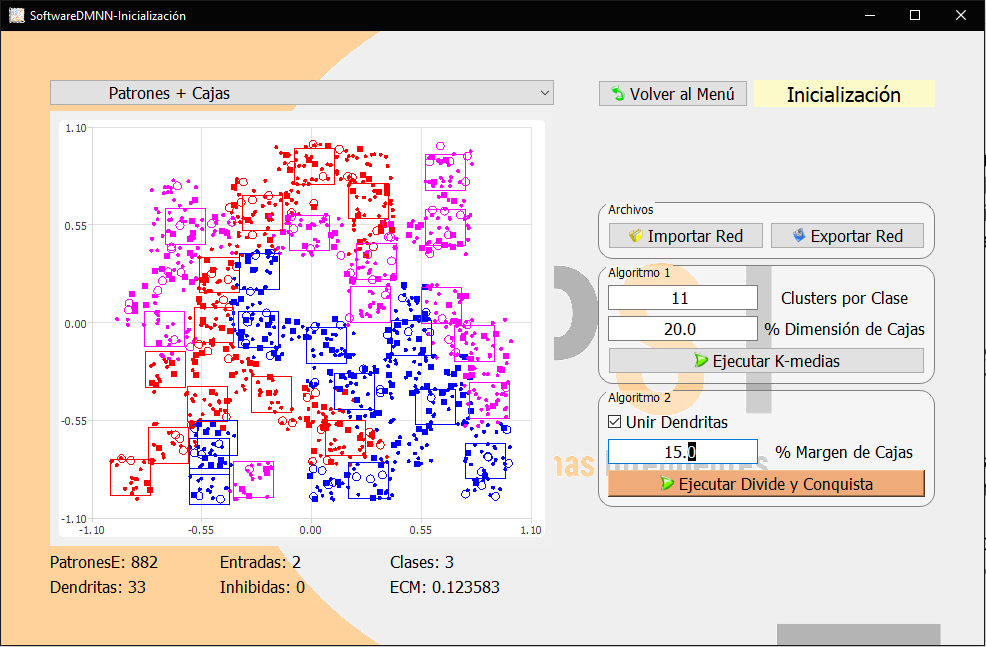 SoftwareDMNN-Inicialización
Patrones + Cajas
Volver al Menú
Inicialización
1.10
0.55
0.00
-0.55
-1.10
-1.10 -0.55 0.00 0.55 1.10
Archivos
Importar Red Exportar Red
Algoritmo 1
11 Clusters por Clase
20.0 % Dimensión de Cajas
Ejecutar K-medias
Algoritmo 2
Unir Dendritas
15.0 % Margen de Cajas
Ejecutar Divide y Conquista
PatronesE: 882 Entradas: 2 Clases: 3
Dendritas: 33 Inhibidas: 0 ECM: 0.123583